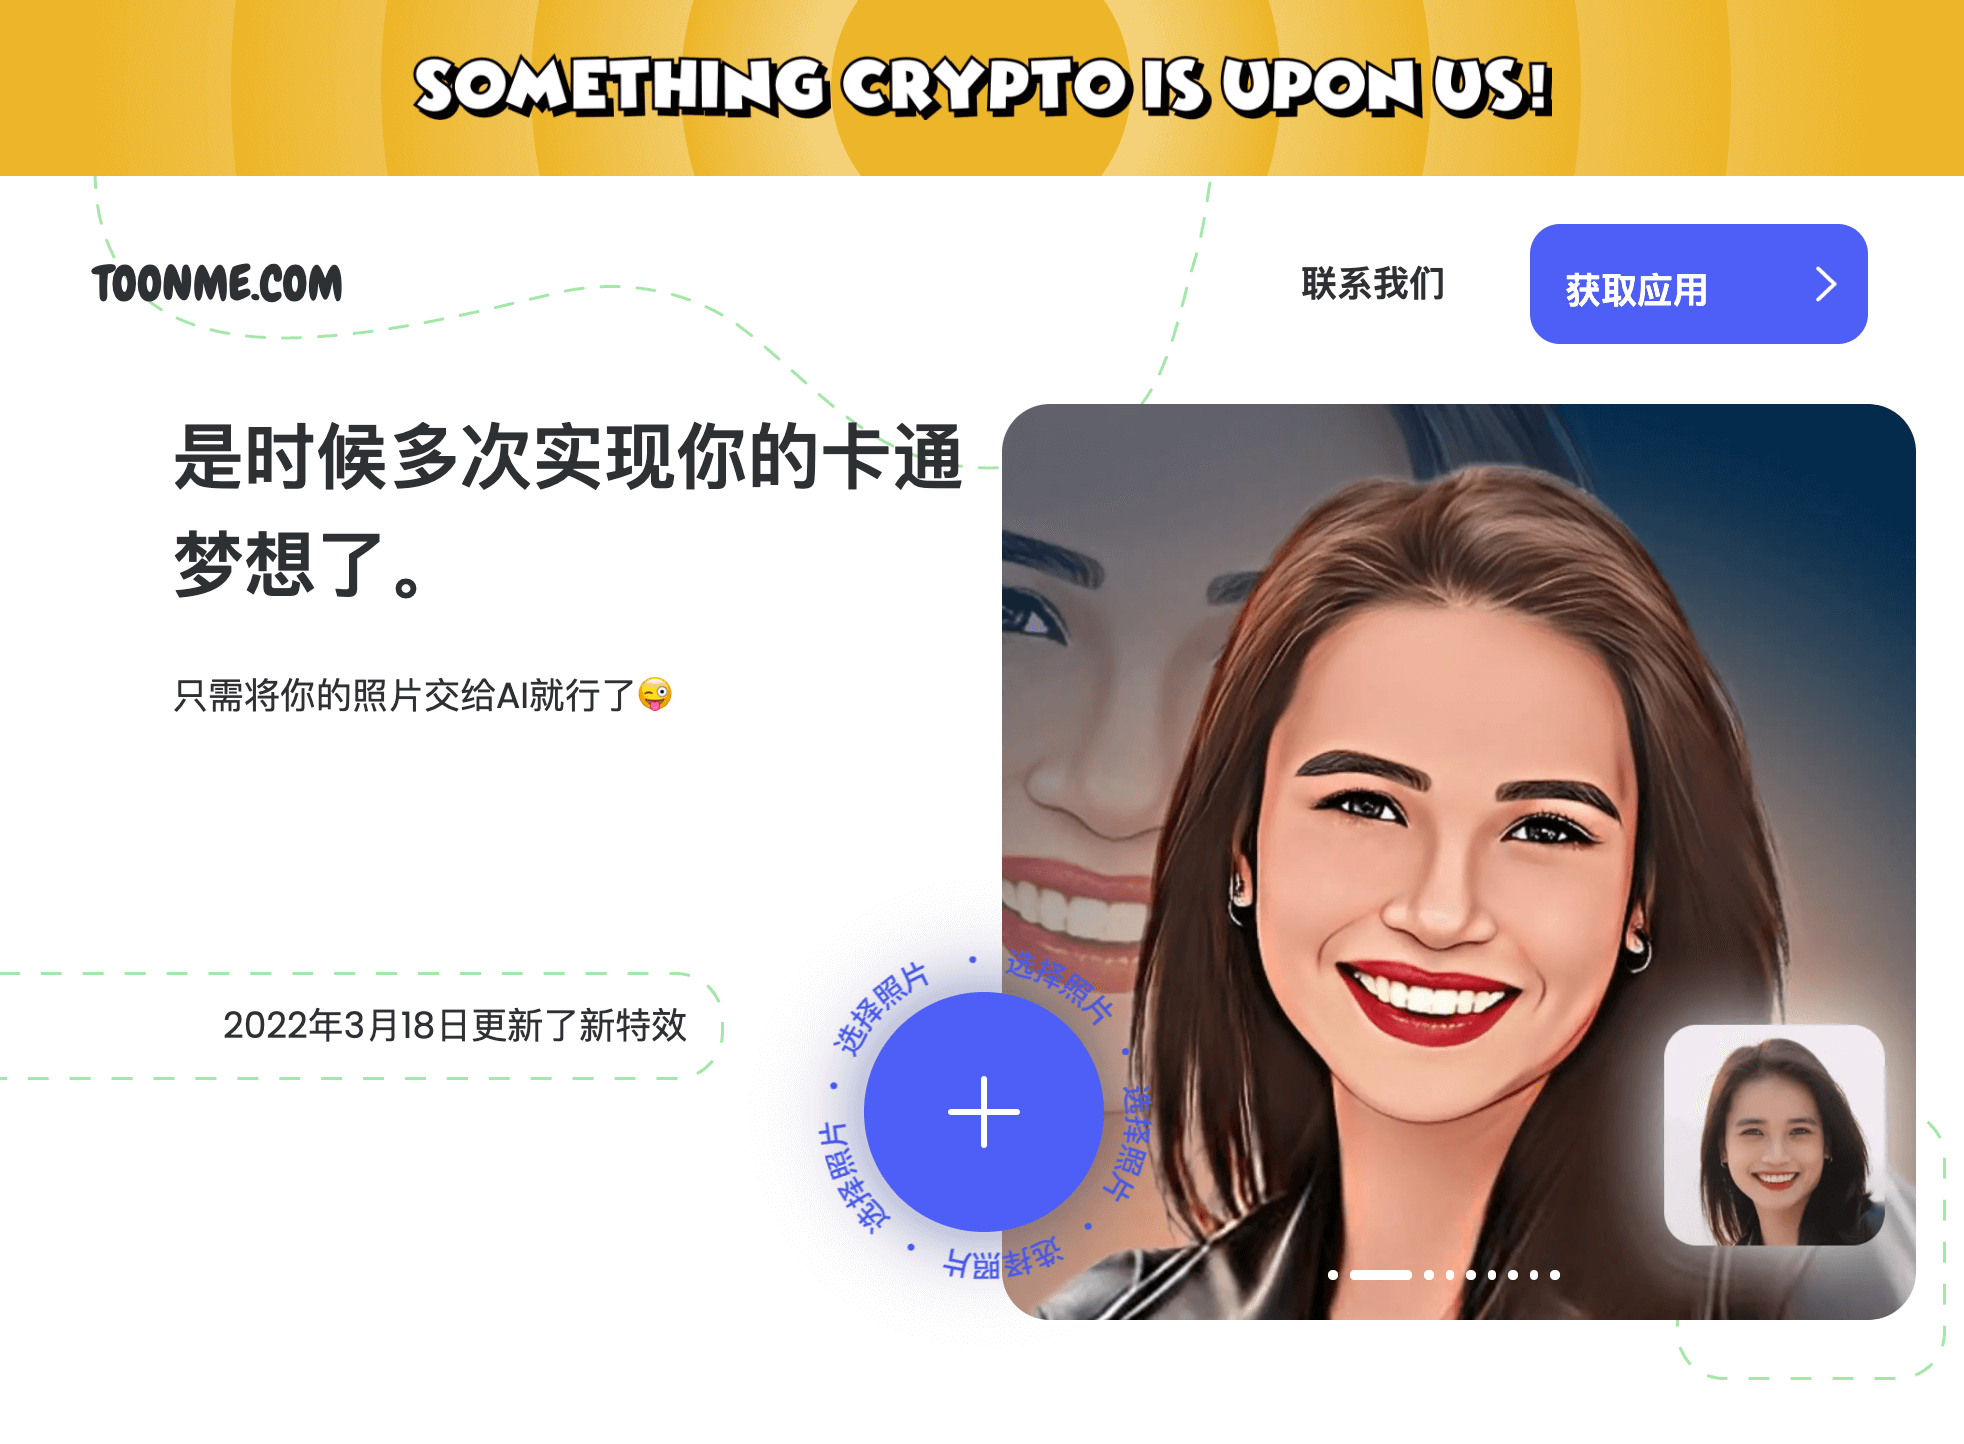 SOMETHING CRYPTO IS UPON US!
TOONME.COM
联系我们
获取应用
是时候多次实现你的卡通
梦想了。
只需将你的照片交给AI就行了😜
2022年3月18日更新了新特效
选择照片 • 选择照片 • 选择照片 • 选择照片 • 选择照片 •